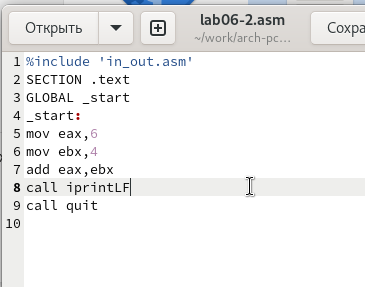 Открыть
lab06-2.asm
~/work/arch-pc...
Сохра
1 %include 'in_out.asm'
2 SECTION .text
3 GLOBAL _start
4 _start:
5 mov eax,6
6 mov ebx,4
7 add eax,ebx
8 call iprintLF
9 call quit
10